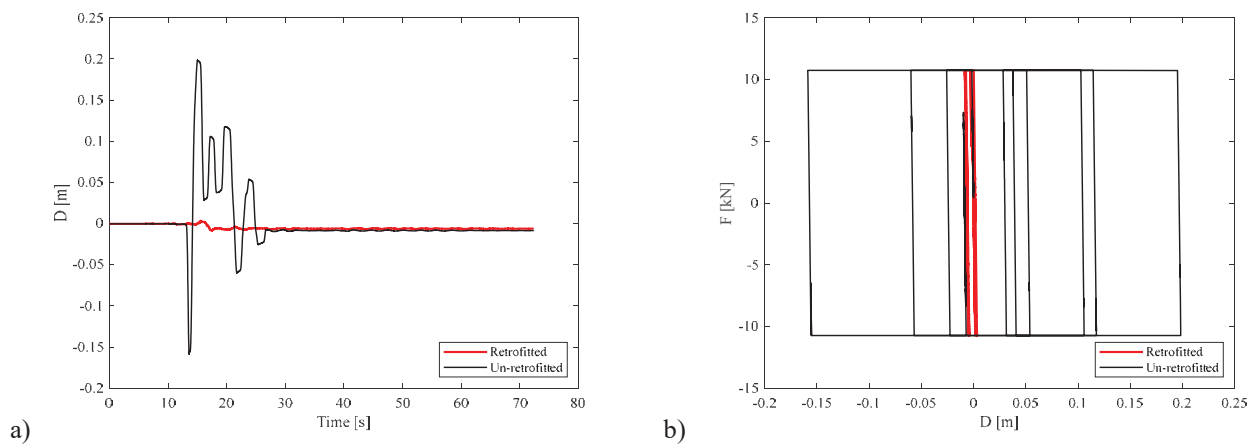 0.25
0.2
0.15
0.1
0.05
0
-0.05
-0.1
-0.15
-0.2
D [m]
0 10 20 30 40 50 60 70 80
Time [s]
Retrofitted
Un-retrofitted
a)
15
10
5
0
-5
-10
-15
F [kN]
-0.2 -0.15 -0.1 -0.05 0 0.05 0.1 0.15 0.2 0.25
D [m]
Retrofitted
Un-retrofitted
b)